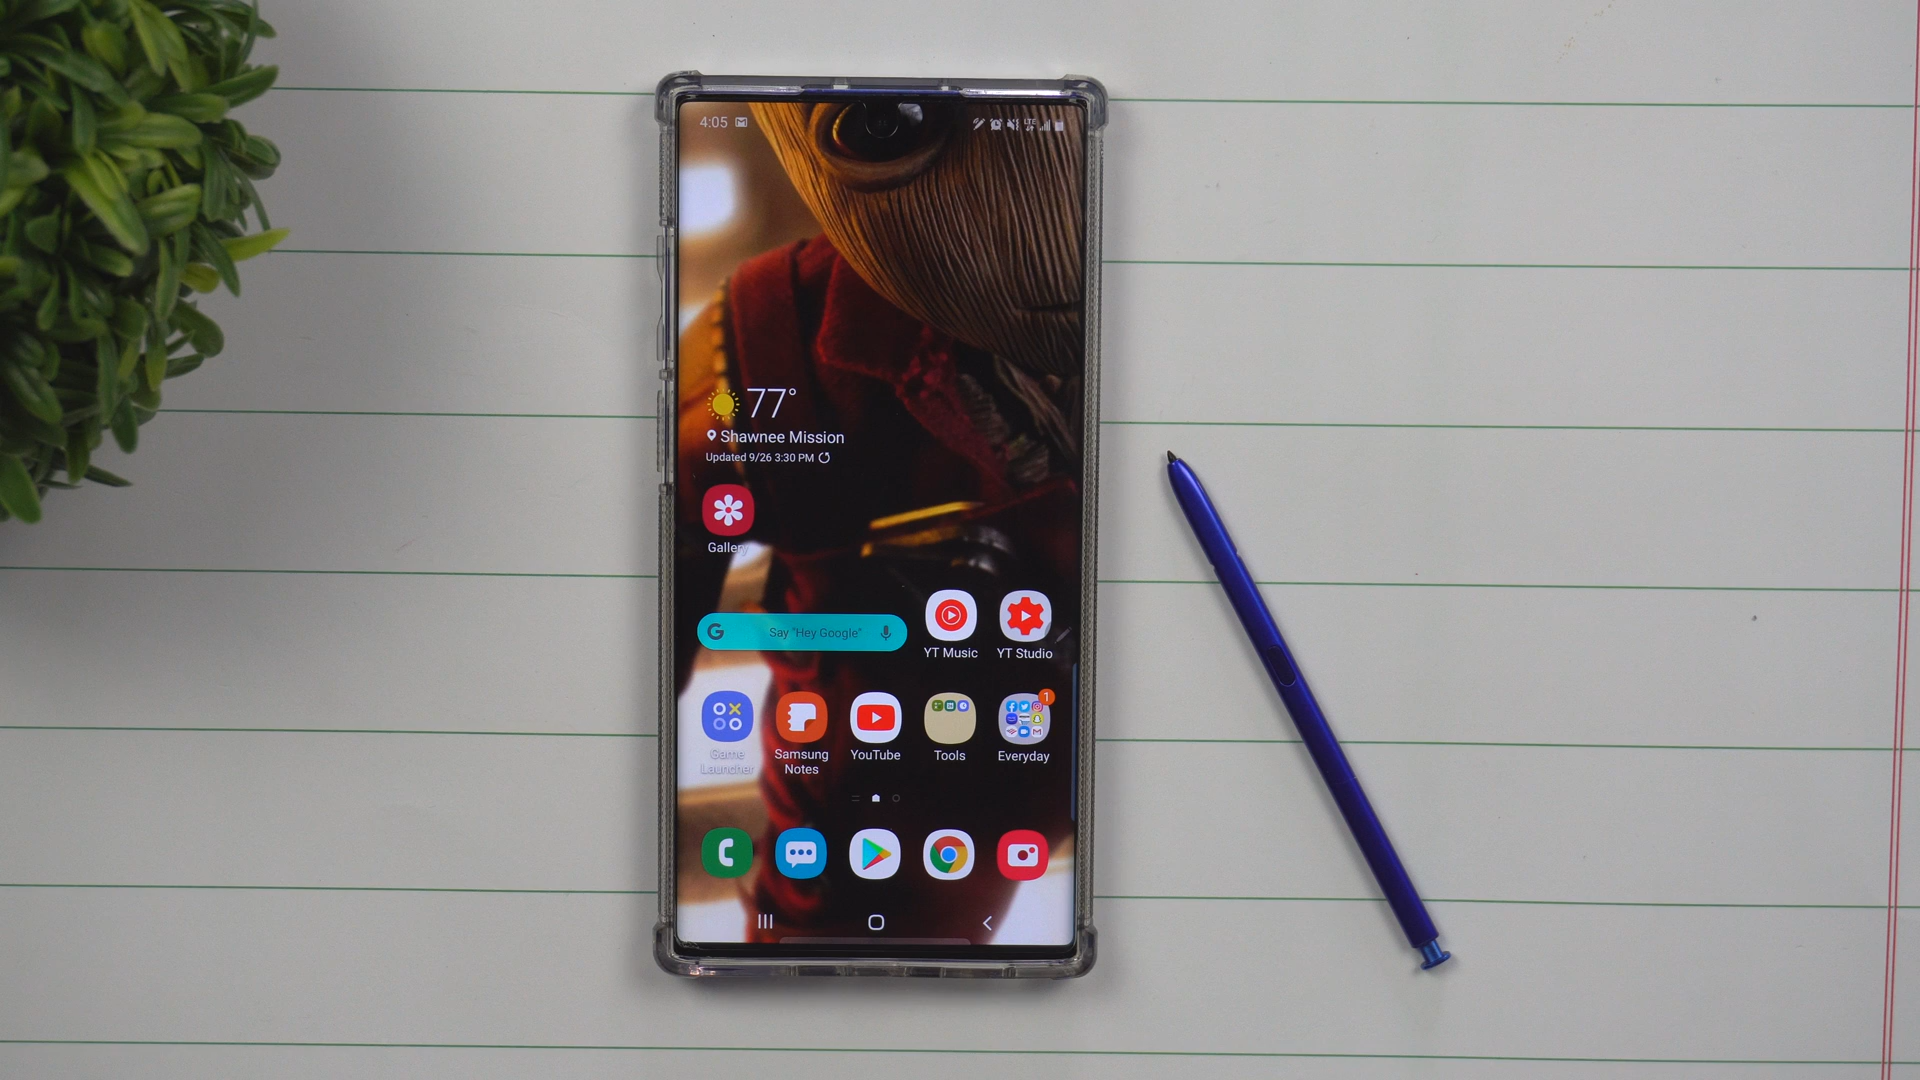 4:05
LTE
77°
Shawnee Mission
Updated 9/26 3:30 PM
Gallery
G Say "Hey Google"
YT Music
YT Studio
1
Game
Launcher
Samsung
Notes
YouTube
Tools
Everyday